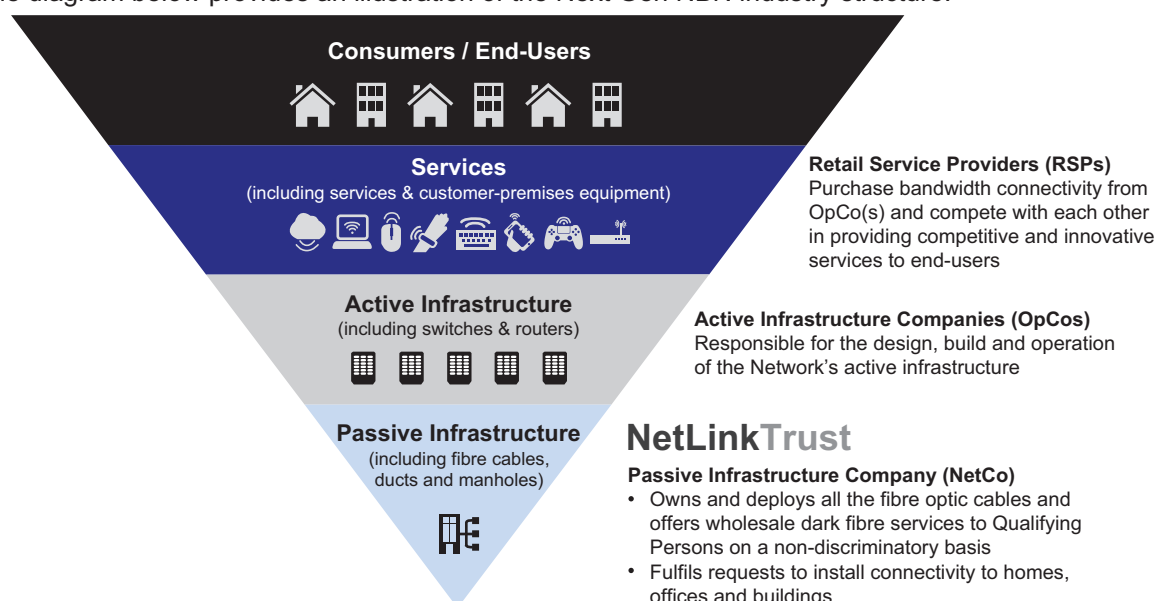 Consumers / End-Users
Services
(including services & customer-premises equipment)
Retail Service Providers (RSPs)
Purchase bandwidth connectivity from
OpCo(s) and compete with each other
in providing competitive and innovative
services to end-users
Active Infrastructure
(including switches & routers)
Active Infrastructure Companies (OpCos)
Responsible for the design, build and operation
of the Network's active infrastructure
Passive Infrastructure
(including fibre cables,
ducts and manholes)
NetLinkTrust
Passive Infrastructure Company (NetCo)
• Owns and deploys all the fibre optic cables and
offers wholesale dark fibre services to Qualifying
Persons on a non-discriminatory basis
• Fulfils requests to install connectivity to homes,
offices and buildings